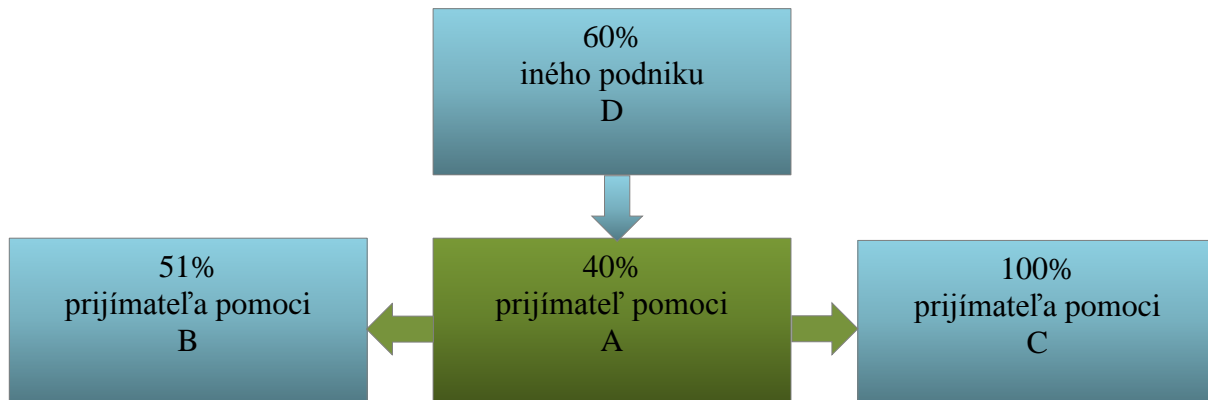 60%
iného podniku
D
51%
prijímateľa pomoci
B
40%
prijímateľ pomoci
A
100%
prijímateľa pomoci
C